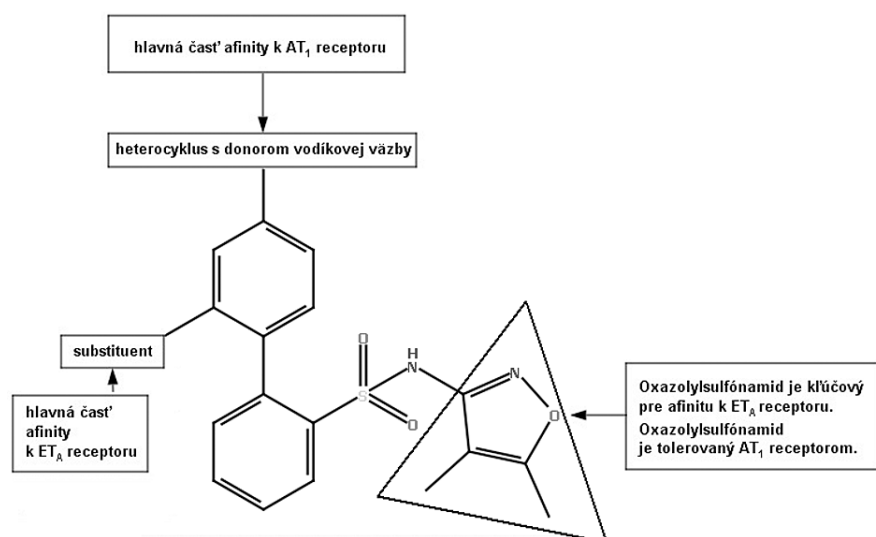 hlavná časť afinity k AT1 receptoru
heterocyklus s donorom vodíkovej väzby
O
H
N
substituent
S
N
O
O
hlavná časť
afinity
k ETA receptoru
Oxazolylsulfónamid je kľúčový
pre afinitu k ETA receptoru.
Oxazolylsulfónamid
je tolerovaný AT1 receptorom.